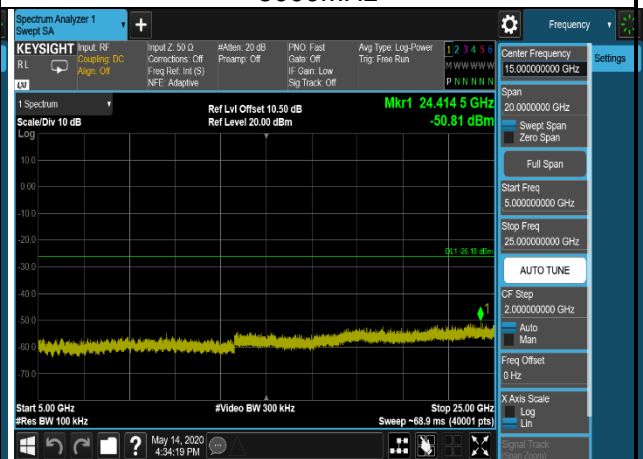 Spectrum Analyzer 1
Swept SA
Frequency
KEYSIGHT
RL
Input: RF
Coupling: DC
Align: Off
Input Z: 50 Ω
Corrections: Off
Freq Ref: Int (S)
NFE: Adaptive
#Atten: 20 dB
Preamp: Off
PNO: Fast
Gate: Off
IF Gain: Low
Sig Track: Off
Avg Type: Log-Power
Trig: Free Run
1 2 3 4 5 6
M W W W W W
P N N N N N
Center Frequency
15.000000000 GHz
Settings
Span
20.0000000 GHz
Swept Span
Zero Span
Full Span
Start Freq
5.000000000 GHz
Stop Freq
25.000000000 GHz
AUTO TUNE
CF Step
2.000000000 GHz
Auto
Man
Freq Offset
0 Hz
X Axis Scale
Log
Lin
Signal Track
(Span Zoom)
1 Spectrum
Scale/Div 10 dB
Log
Ref Lvl Offset 10.50 dB
Ref Level 20.00 dBm
Mkr1 24.414 5 GHz
-50.81 dBm
10.0
0.00
-10.0
-20.0
DL1 -26.18 dBm
-30.0
-40.0
1
-50.0
-60.0
-70.0
Start 5.00 GHz
#Res BW 100 kHz
#Video BW 300 kHz
Stop 25.00 GHz
Sweep ~68.9 ms (40001 pts)
May 14, 2020
4:34:19 PM